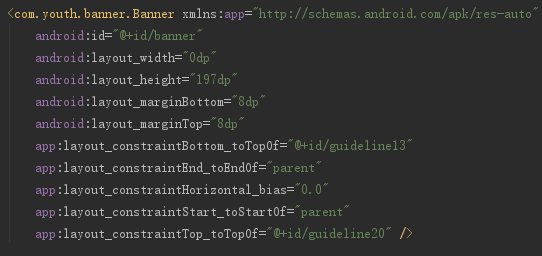 <com.youth.banner.Banner xmlns:app="http://schemas.android.com/apk/res-auto"
android:id="@+id/banner"
android:layout_width="0dp"
android:layout_height="197dp"
android:layout_marginBottom="8dp"
android:layout_marginTop="8dp"
app:layout_constraintBottom_toTopOf="@+id/guideline13"
app:layout_constraintEnd_toEndOf="parent"
app:layout_constraintHorizontal_bias="0.0"
app:layout_constraintStart_toStartOf="parent"
app:layout_constraintTop_toTopOf="@+id/guideline20" />